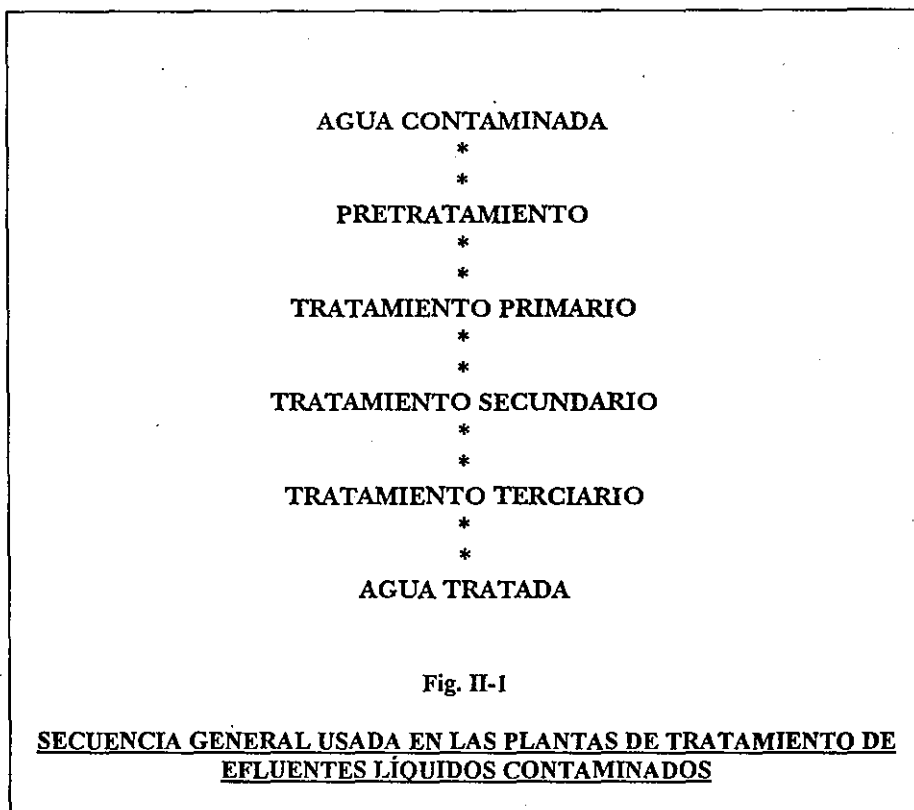 AGUA CONTAMINADA
*
*
PRETRATAMIENTO
*
*
TRATAMIENTO PRIMARIO
*
*
TRATAMIENTO SECUNDARIO
*
*
TRATAMIENTO TERCIARIO
*
*
AGUA TRATADA
Fig. II-1
SECUENCIA GENERAL USADA EN LAS PLANTAS DE TRATAMIENTO DE
EFLUENTES LÍQUIDOS CONTAMINADOS